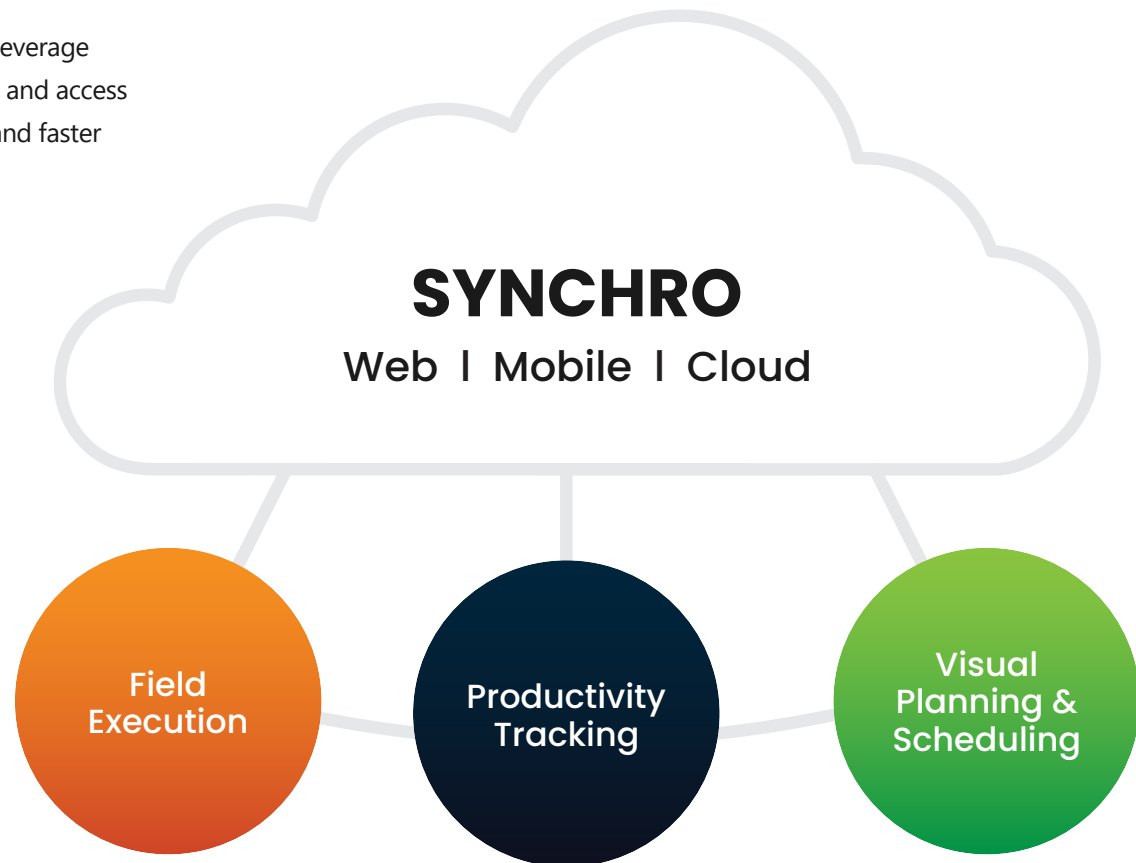 everage
and access
nd faster
SYNCHRO
Web | Mobile | Cloud
Field
Execution
Productivity
Tracking
Visual
Planning &
Scheduling